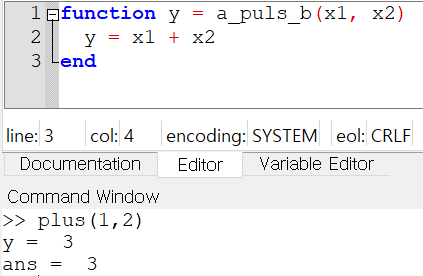 1 function y = a_puls_b(x1, x2)
2 y = x1 + x2
3 end
line: 3 col: 4 encoding: SYSTEM eol: CRLF
Documentation Editor Variable Editor
Command Window
>> plus(1,2)
y = 3
ans = 3